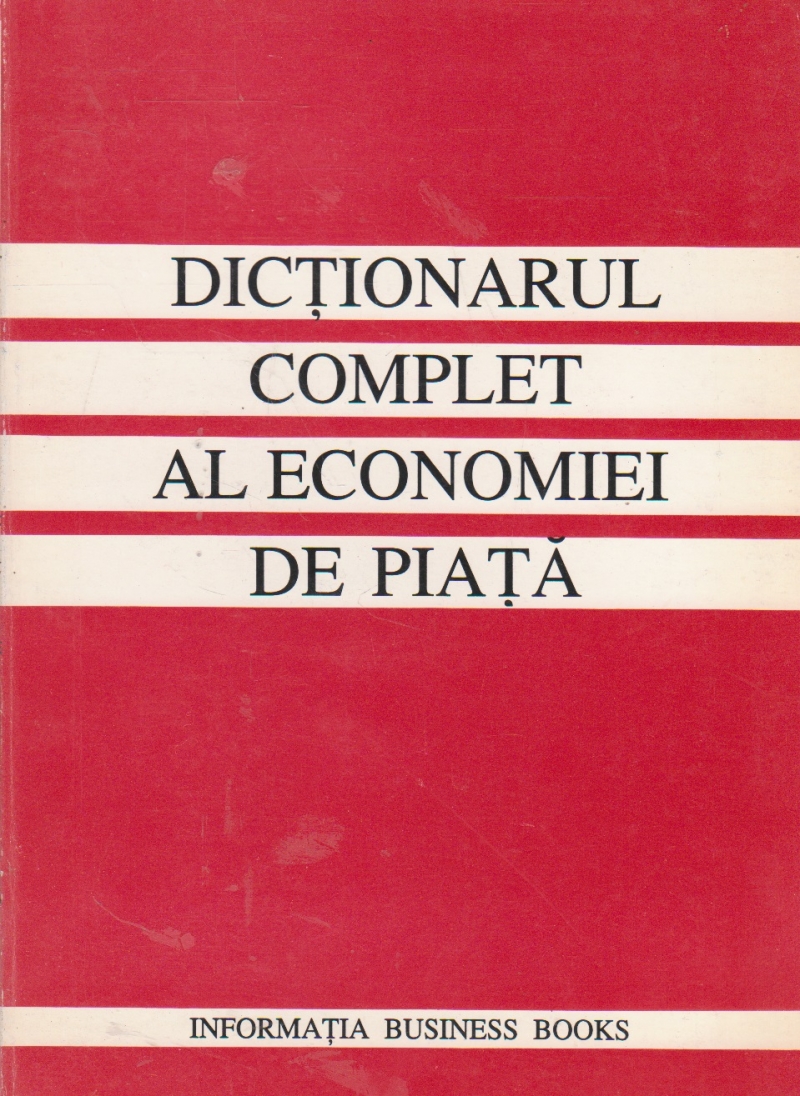 DICȚIONARUL
COMPLET
AL ECONOMIEI
DE PIAȚĂ
INFORMAȚIA BUSINESS BOOKS